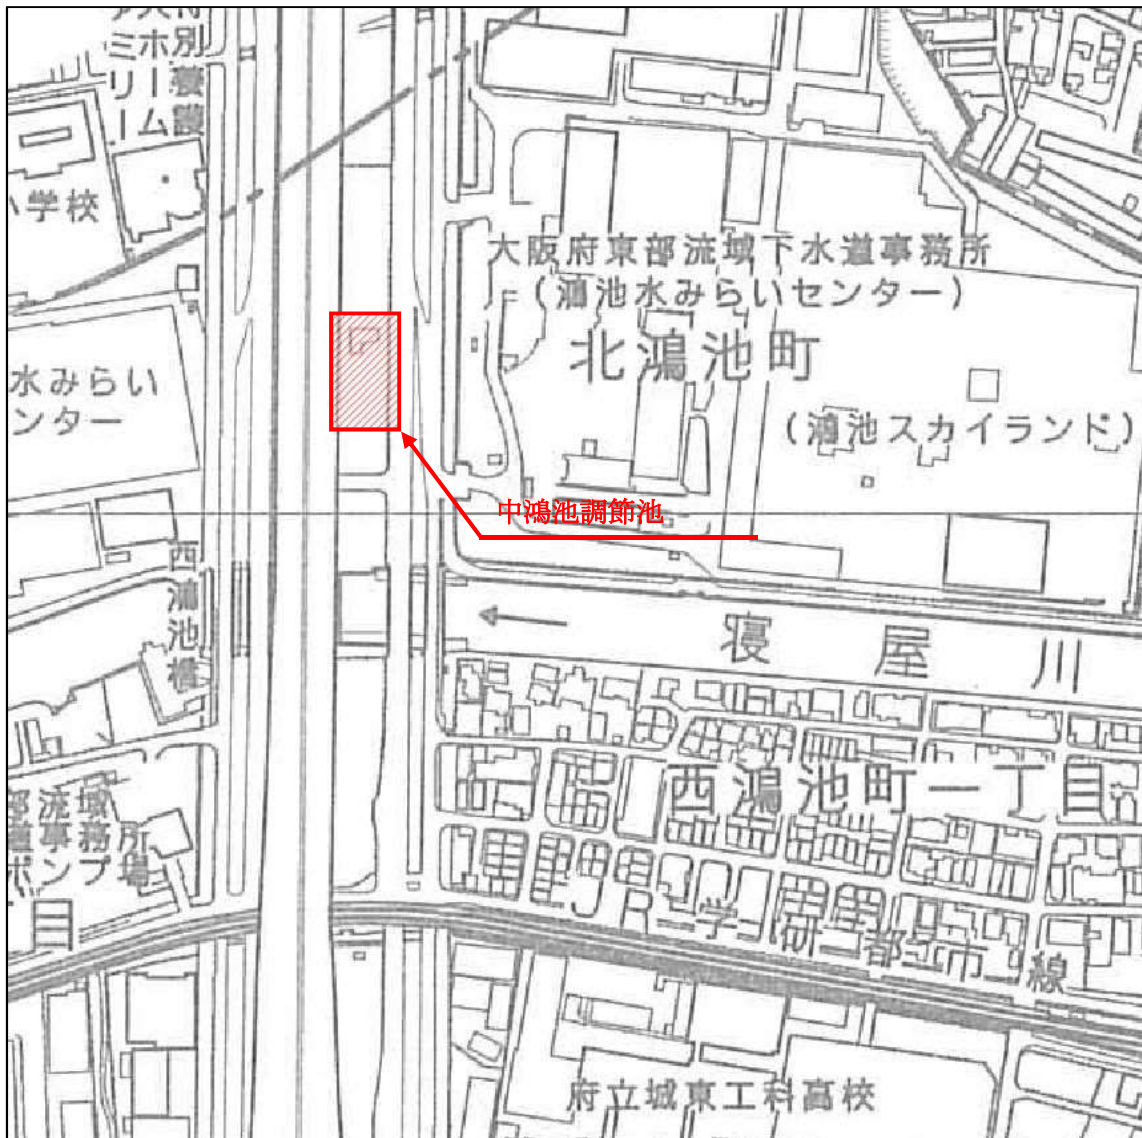 特別養護
ホーム
ミリー
小学校
大阪府東部流域下水道事務所
（鴻池水みらいセンター）
北鴻池町
（鴻池スカイランド）
水みらい
ンター
中鴻池調節池
西鴻池橋
寝屋川
西鴻池町一丁目
部流域
道事務所
ポンプ場
目
JR学研都市線
府立城東工科高校